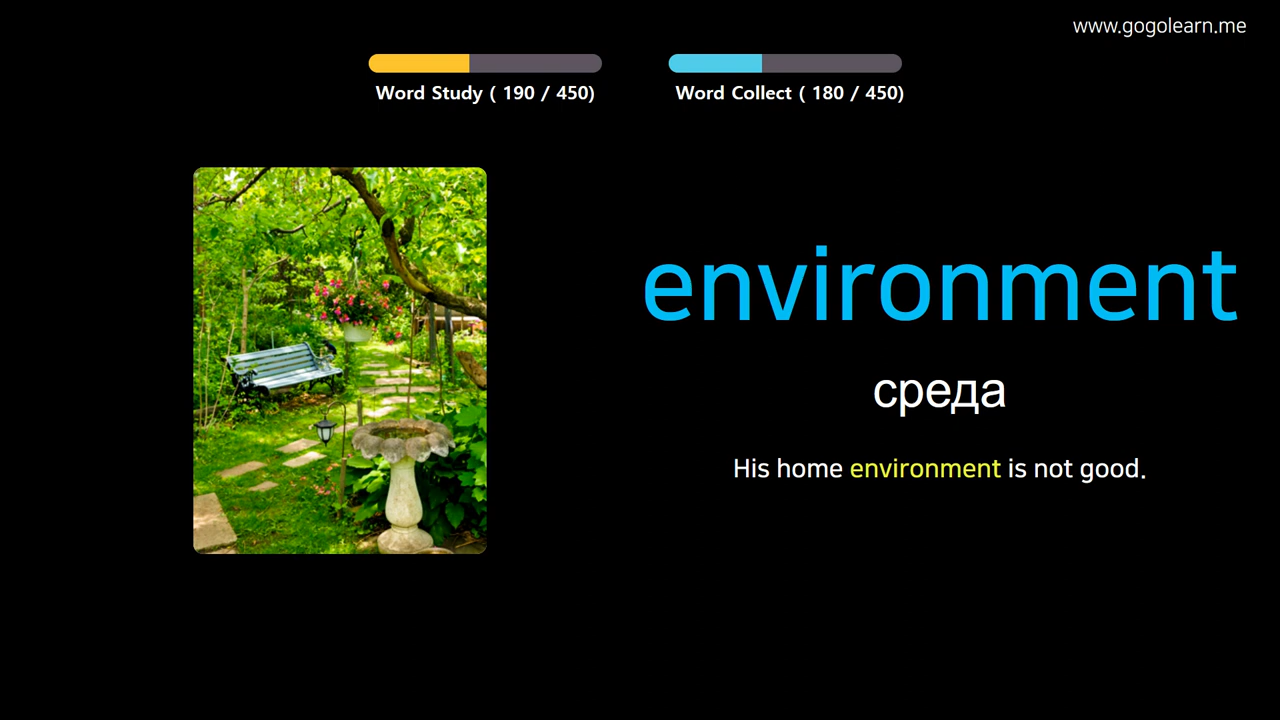 www.gogolearn.me
Word Study ( 190 / 450)
Word Collect ( 180 / 450)
environment
среда
His home environment is not good.